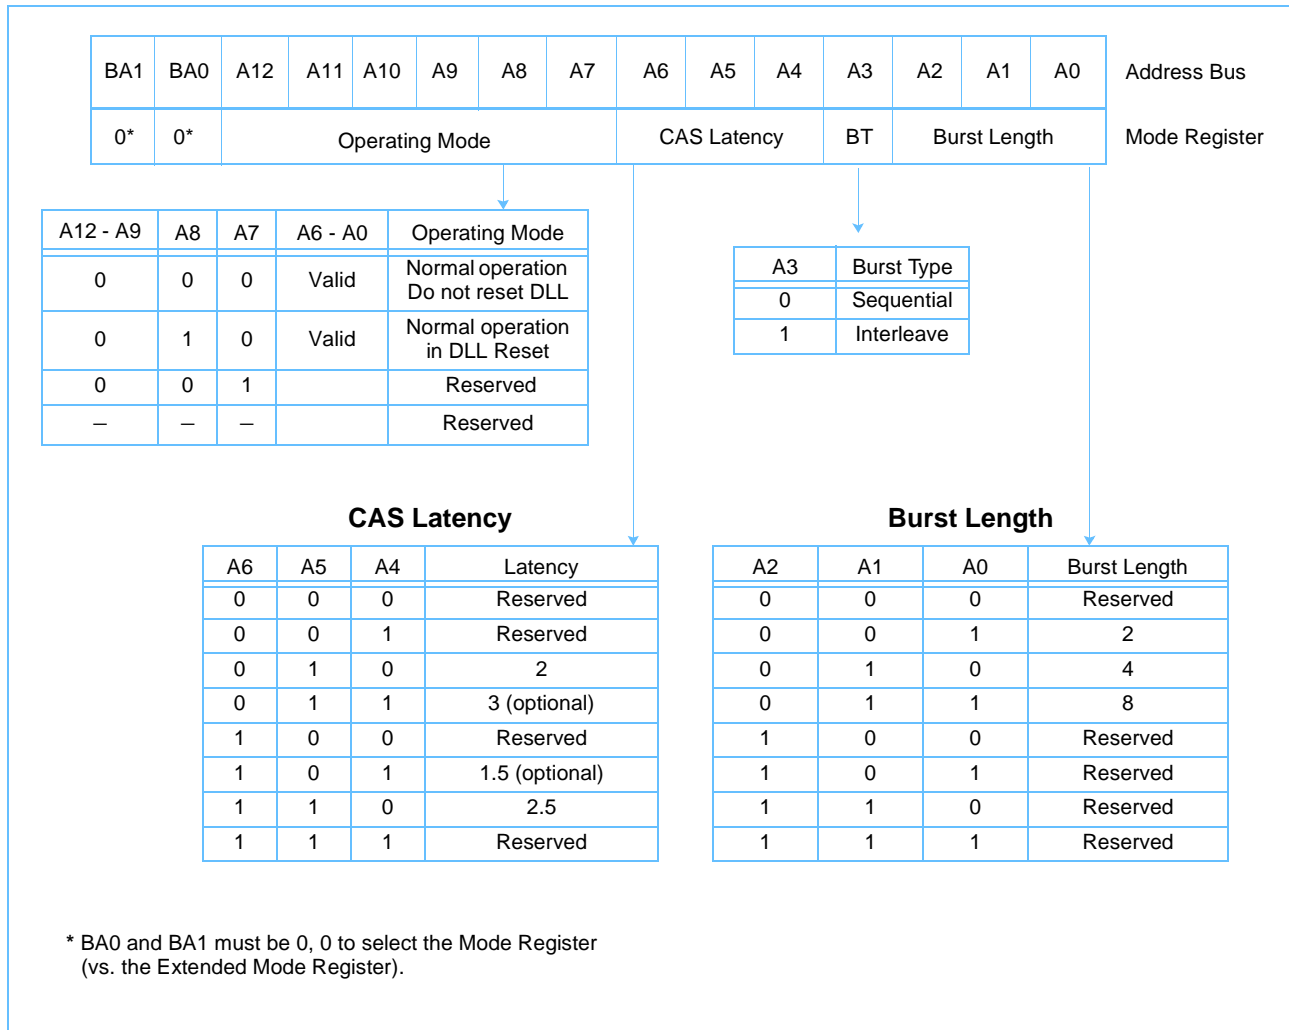 BA1 BA0 A12 A11 A10 A9 A8 A7 A6 A5 A4 A3 A2 A1 A0 Address Bus
0* 0* Operating Mode CAS Latency BT Burst Length Mode Register
A12 - A9 A8 A7 A6 - A0 Operating Mode
0 0 0 Valid Normal operation
Do not reset DLL
0 1 0 Valid Normal operation
in DLL Reset
0 0 1 Reserved
– – – Reserved
A3 Burst Type
0 Sequential
1 Interleave
CAS Latency
A6 A5 A4 Latency
0 0 0 Reserved
0 0 1 Reserved
0 1 0 2
0 1 1 3 (optional)
1 0 0 Reserved
1 0 1 1.5 (optional)
1 1 0 2.5
1 1 1 Reserved
Burst Length
A2 A1 A0 Burst Length
0 0 0 Reserved
0 0 1 2
0 1 0 4
0 1 1 8
1 0 0 Reserved
1 0 1 Reserved
1 1 0 Reserved
1 1 1 Reserved
* BA0 and BA1 must be 0, 0 to select the Mode Register
(vs. the Extended Mode Register).